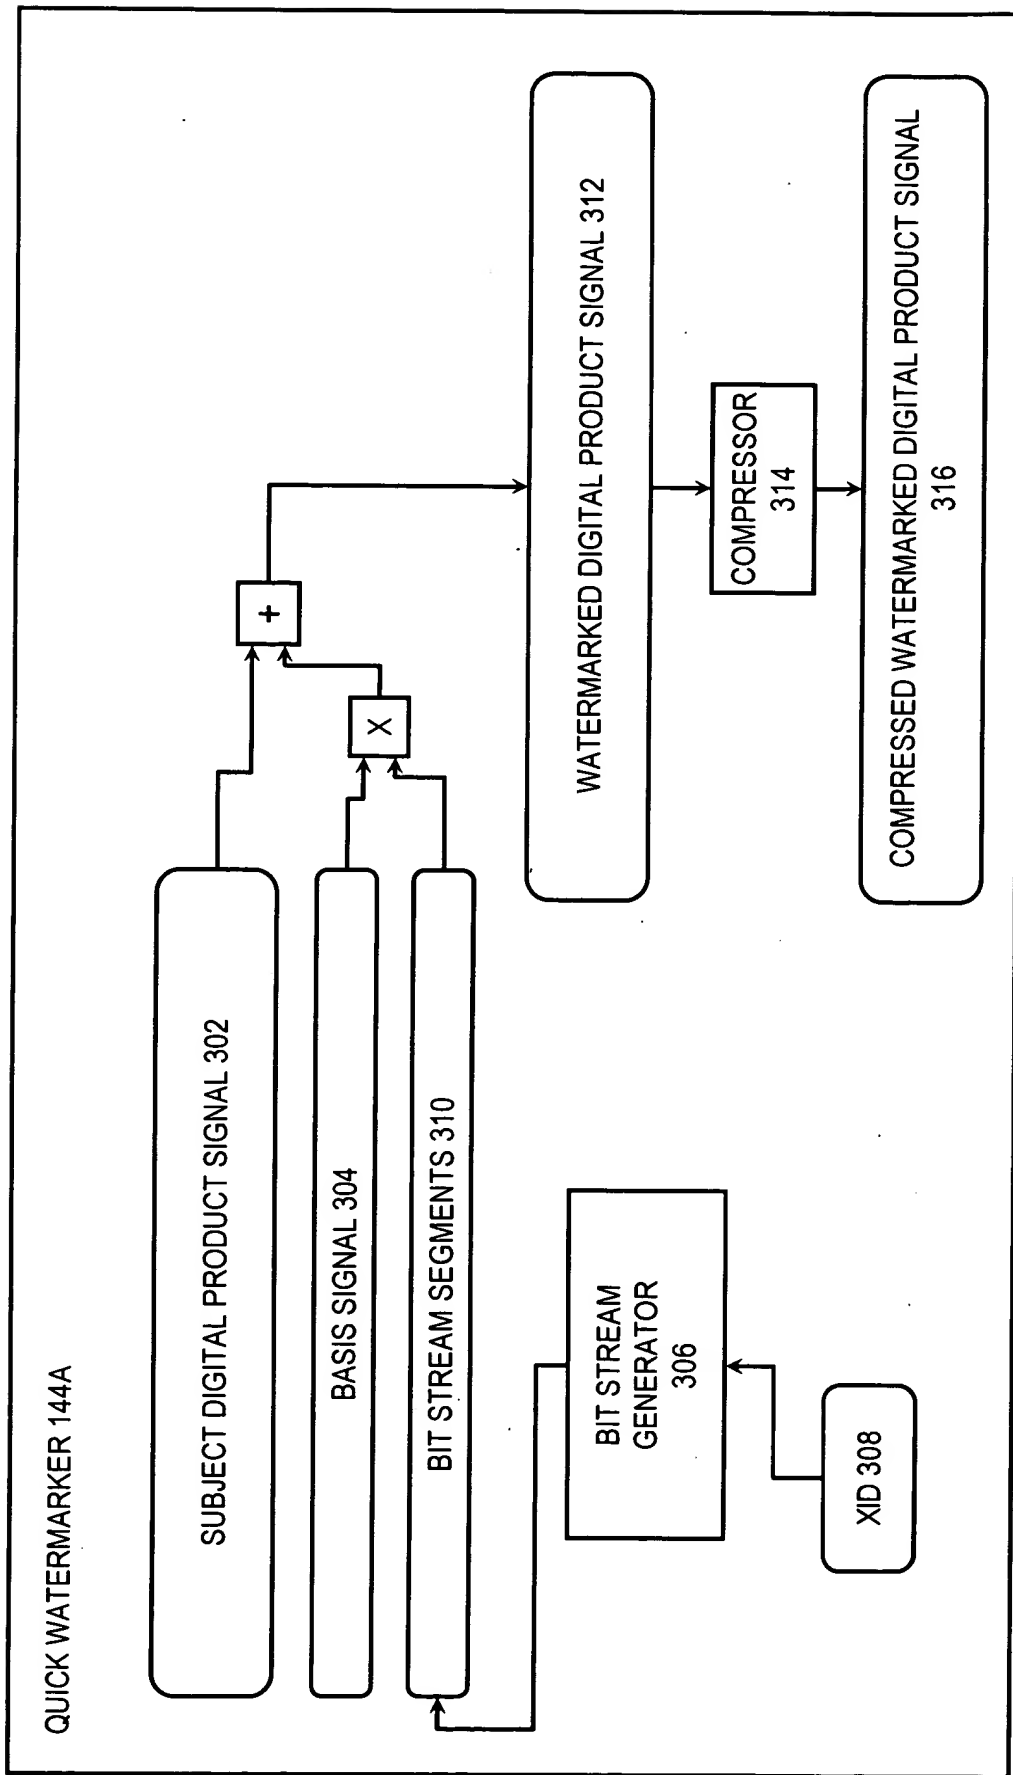 QUICK WATERMARKER 144A
SUBJECT DIGITAL PRODUCT SIGNAL 302
BASIS SIGNAL 304
BIT STREAM SEGMENTS 310
+
X
BIT STREAM
GENERATOR
306
XID 308
WATERMARKED DIGITAL PRODUCT SIGNAL 312
COMPRESSOR
314
COMPRESSED WATERMARKED DIGITAL PRODUCT SIGNAL
316